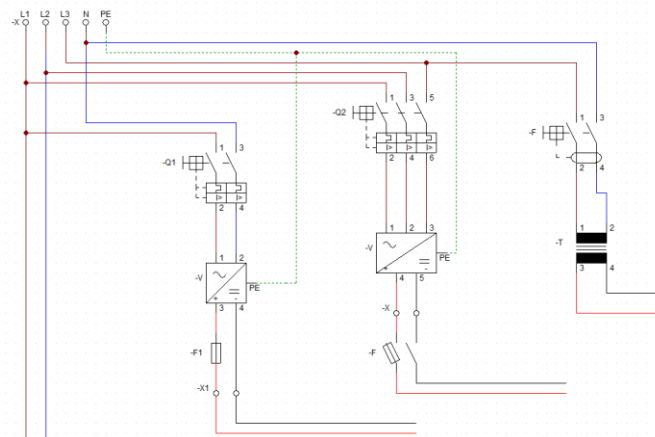 L1 L2 L3 N PE
-X
1 3 5
-Q2
2 4 6
1 3
-F
2 4
1 3
-Q1
I> I>
2 4
I> I> I>
1 2 3
-V
PE
4 5
1 2
-T
3 4
1 2
-V
PE
3 4
-X
-F1
-F
-X1